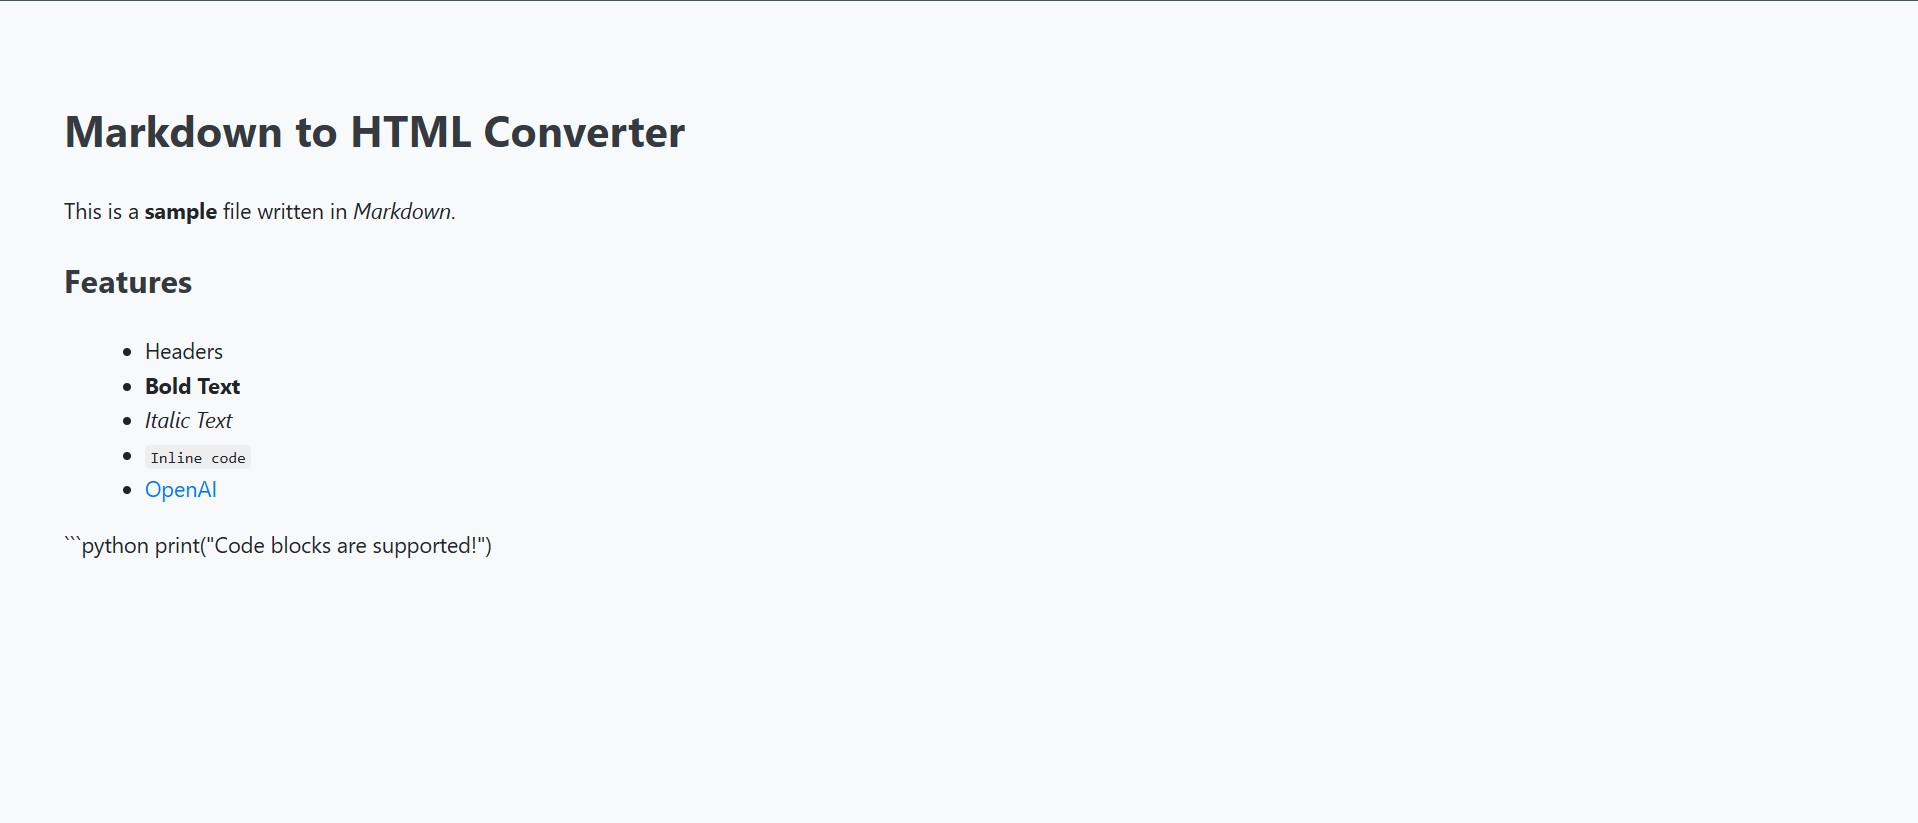 Markdown to HTML Converter
This is a sample file written in Markdown.
Features
Headers
Bold Text
Italic Text
Inline code
OpenAI
```python print("Code blocks are supported!")